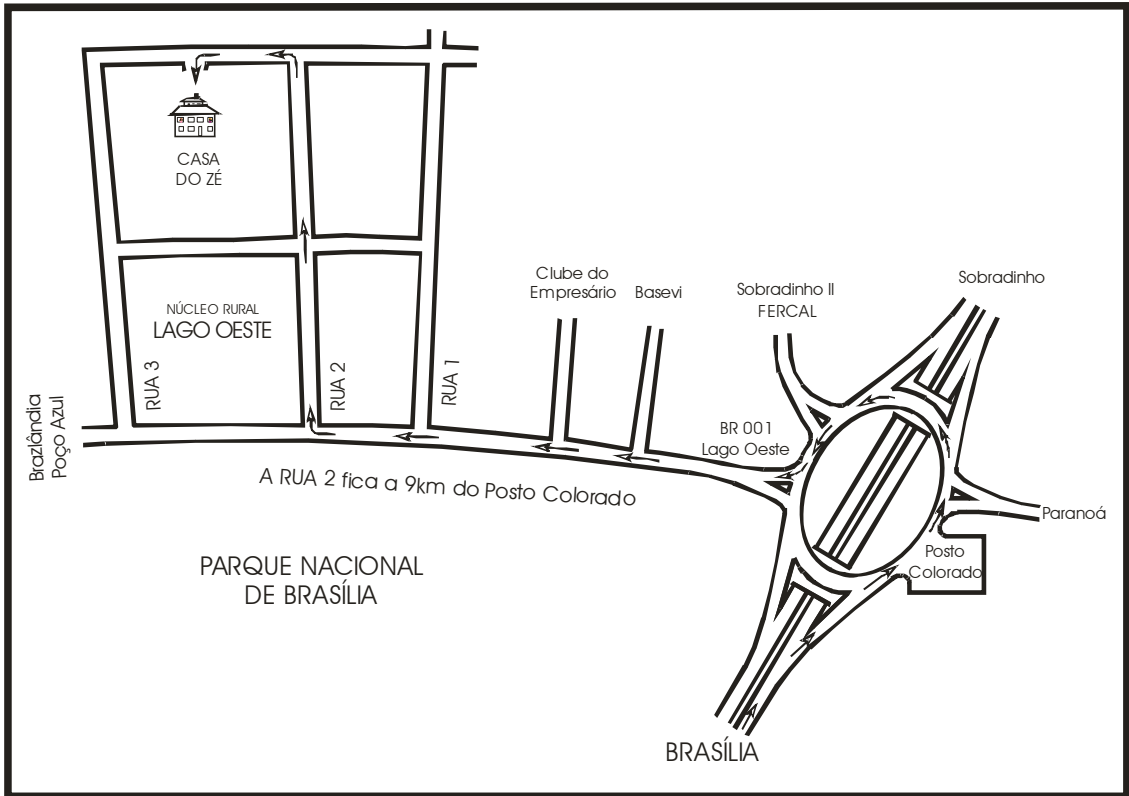 CASA
DO ZÉ
NÚCLEO RURAL
LAGO OESTE
RUA 3
RUA 2
RUA 1
Brazlândia
Poço Azul
Clube do
Empresário
Basevi
Sobradinho II
FERCAL
Sobradinho
BR 001
Lago Oeste
A RUA 2 fica a 9km do Posto Colorado
Paranoá
Posto
Colorado
PARQUE NACIONAL
DE BRASÍLIA
BRASÍLIA